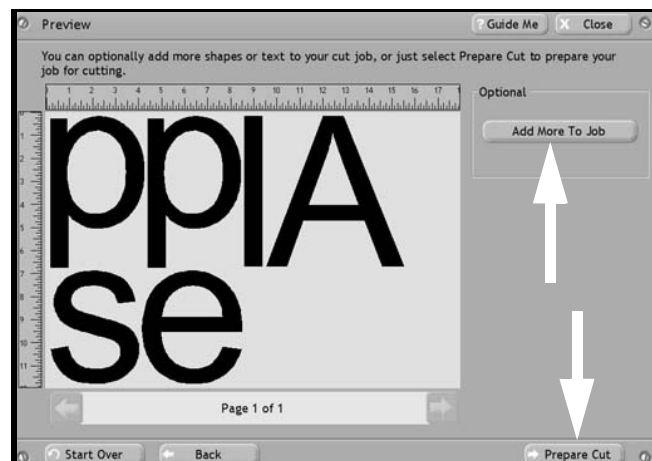 Preview
? Guide Me
X Close
You can optionally add more shapes or text to your cut job, or just select Prepare Cut to prepare your
job for cutting.
1 2 3 4 5 6 7 8 9 10 11 12 13 14 15 16 17
Optional
Add More To Job
1
2
3
4
5
6
7
8
9
10
11
pplA
se
Page 1 of 1
Start Over
Back
Prepare Cut